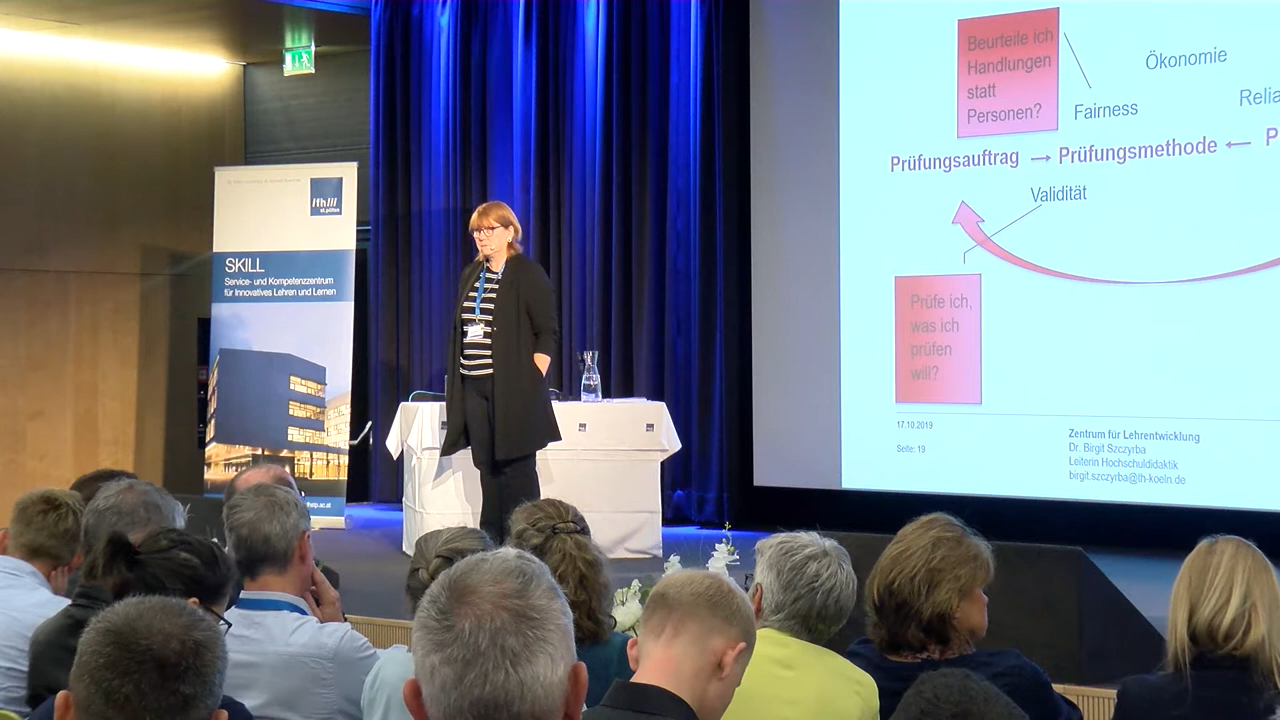 /fh///
st.pölten
SKILL
Service- und Kompetenzzentrum
für Innovatives Lehren und Lernen
Beurteile ich
Handlungen
statt
Personen?
Ökonomie
Fairness
Prüfungsauftrag → Prüfungsmethode ←
Validität
Prüfe ich,
was ich
prüfen
will?
17.10.2019
Seite: 19
Zentrum für Lehrentwicklung
Dr. Birgit Szczyrba
Leiterin Hochschuldidaktik
birgit.szczyrba@th-koeln.de